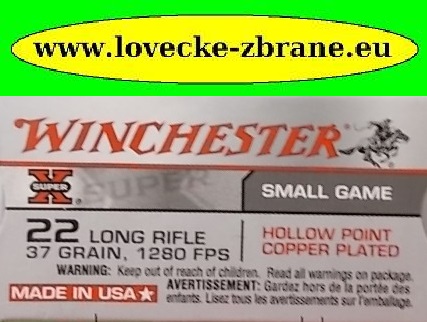 www.lovecke-zbrane.eu
WINCHESTER
SUPER X SUPER
SMALL GAME
22 LONG RIFLE
37 GRAIN, 1280 FPS
HOLLOW POINT
COPPER PLATED
WARNING: Keep out of reach of children. Read all warnings on package.
MADE IN USA★
AVERTISSEMENT: Gardez hors de la portée des
enfants. Lisez tous les avertissements sur l'emballage.